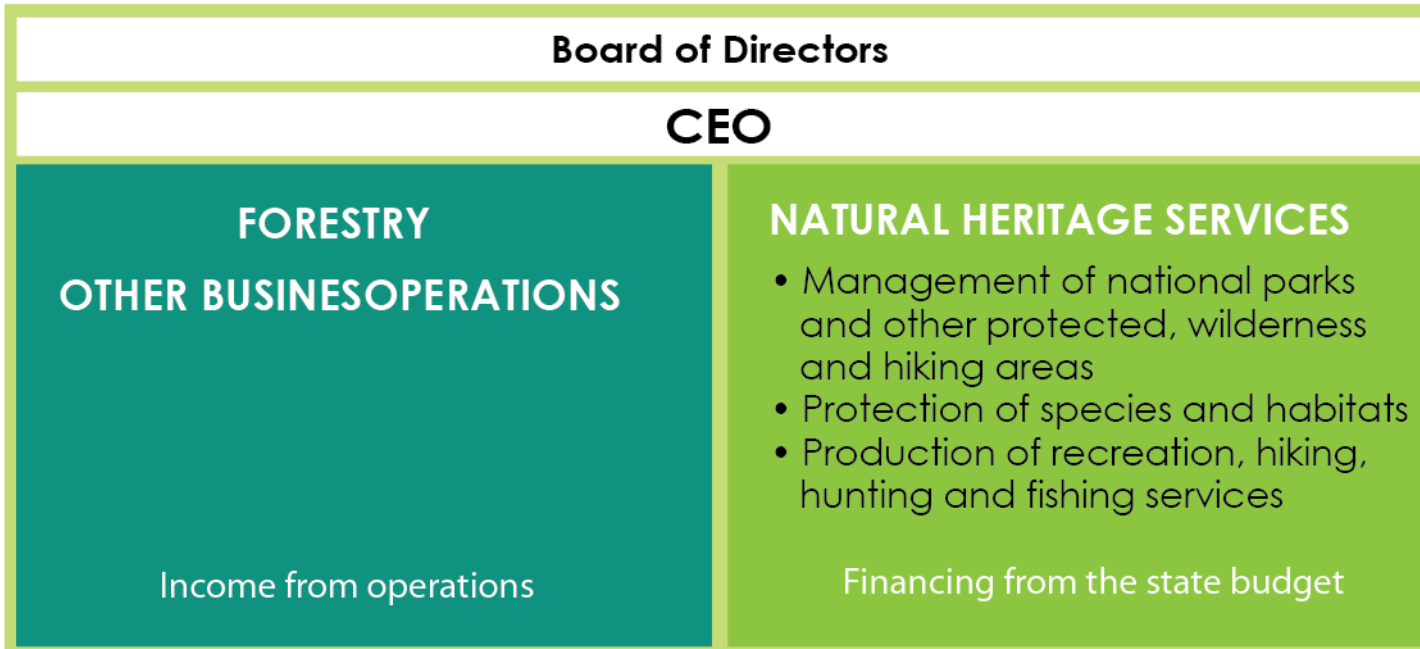 Board of Directors
CEO
FORESTRY
OTHER BUSINESOPERATIONS
Income from operations
NATURAL HERITAGE SERVICES
• Management of national parks
and other protected, wilderness
and hiking areas
• Protection of species and habitats
• Production of recreation, hiking,
hunting and fishing services
Financing from the state budget